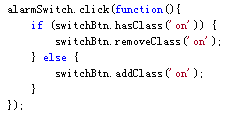 alarmSwitch.click(function(){
    if (switchBtn.hasClass('on')) {
        switchBtn.removeClass('on');
    } else {
        switchBtn.addClass('on');
    }
});